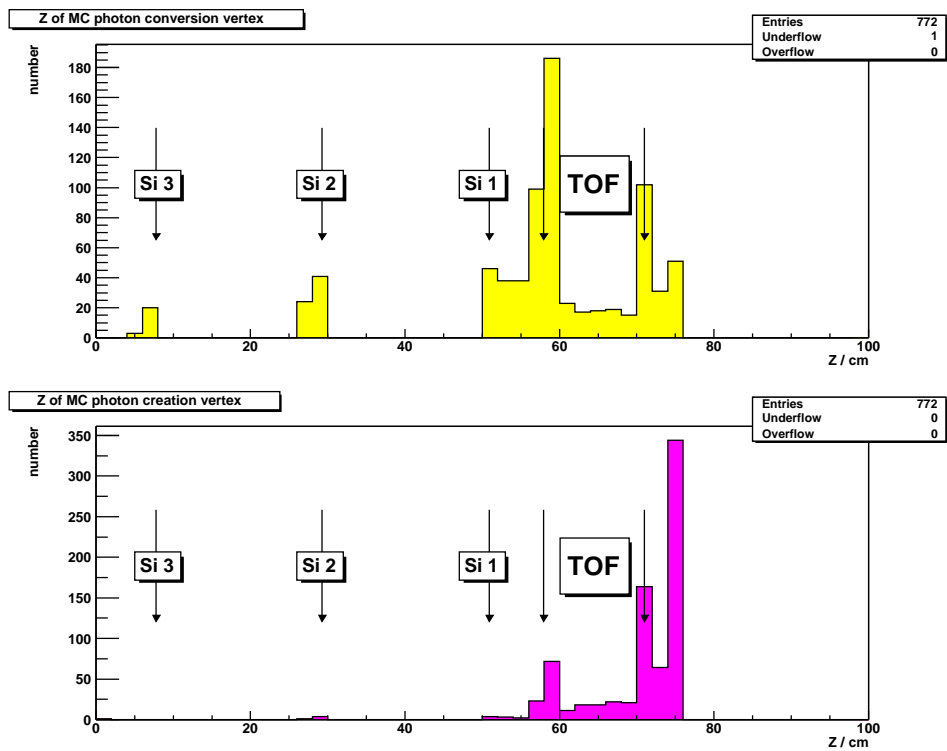 Z of MC photon conversion vertex
Entries 772
Underflow 1
Overflow 0
number
180
160
140
120
100
80
60
40
20
0
Si 3
Si 2
Si 1
TOF
0 20 40 60 80 100
Z / cm
Z of MC photon creation vertex
Entries 772
Underflow 0
Overflow 0
number
350
300
250
200
150
100
50
0
Si 3
Si 2
Si 1
TOF
0 20 40 60 80 100
Z / cm